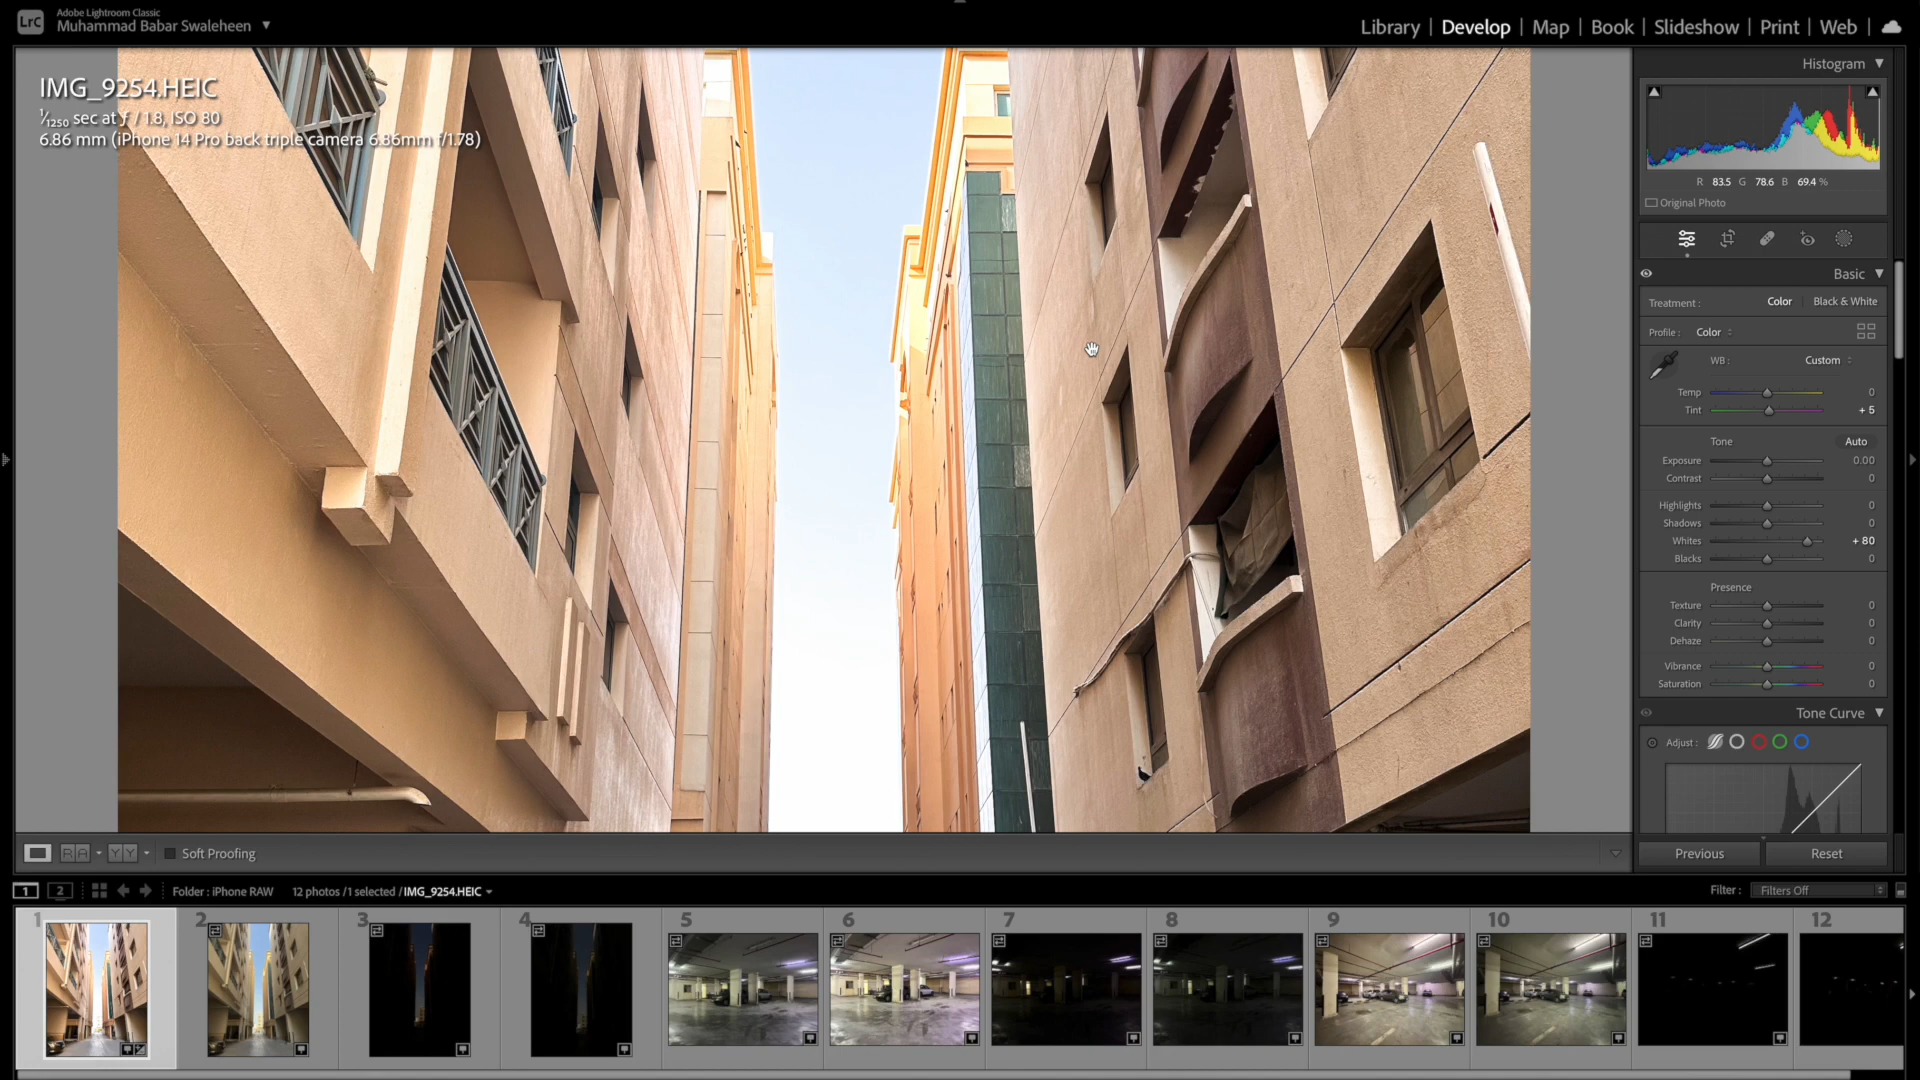 LrC
Adobe Lightroom Classic
Muhammad Babar Swaleheen
Library | Develop | Map | Book | Slideshow | Print | Web
IMG_9254.HEIC
1/1250 sec at ƒ / 1.8, ISO 80
6.86 mm (iPhone 14 Pro back triple camera 6.86mm f/1.78)
Histogram
R 83.5 G 78.6 B 69.4 %
Original Photo
Basic
Treatment : Color | Black & White
Profile : Color
WB : Custom
Temp 0
Tint + 5
Tone Auto
Exposure 0.00
Contrast 0
Highlights 0
Shadows 0
Whites + 80
Blacks 0
Presence
Texture 0
Clarity 0
Dehaze 0
Vibrance 0
Saturation 0
Tone Curve
Adjust :
RA YY Soft Proofing
Previous Reset
1 2 Folder : iPhone RAW 12 photos /1 selected /IMG_9254.HEIC Filter : Filters Off
1 2 3 4 5 6 7 8 9 10 11 12